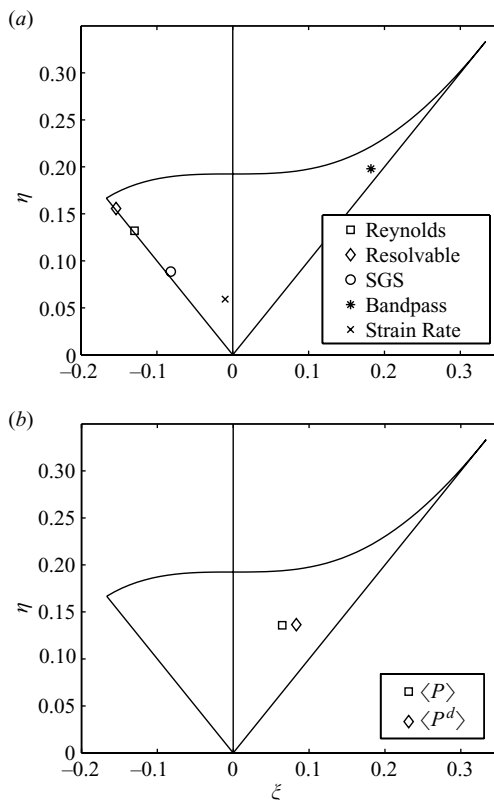 (a)
0.30
0.25
0.20
η
0.15
0.10
0.05
0
Reynolds
Resolvable
SGS
Bandpass
Strain Rate
−0.2 −0.1 0 0.1 0.2 0.3
(b)
0.30
0.25
0.20
η
0.15
0.10
0.05
0
⟨P⟩
⟨P^d⟩
−0.2 −0.1 0 0.1 0.2 0.3
ξ